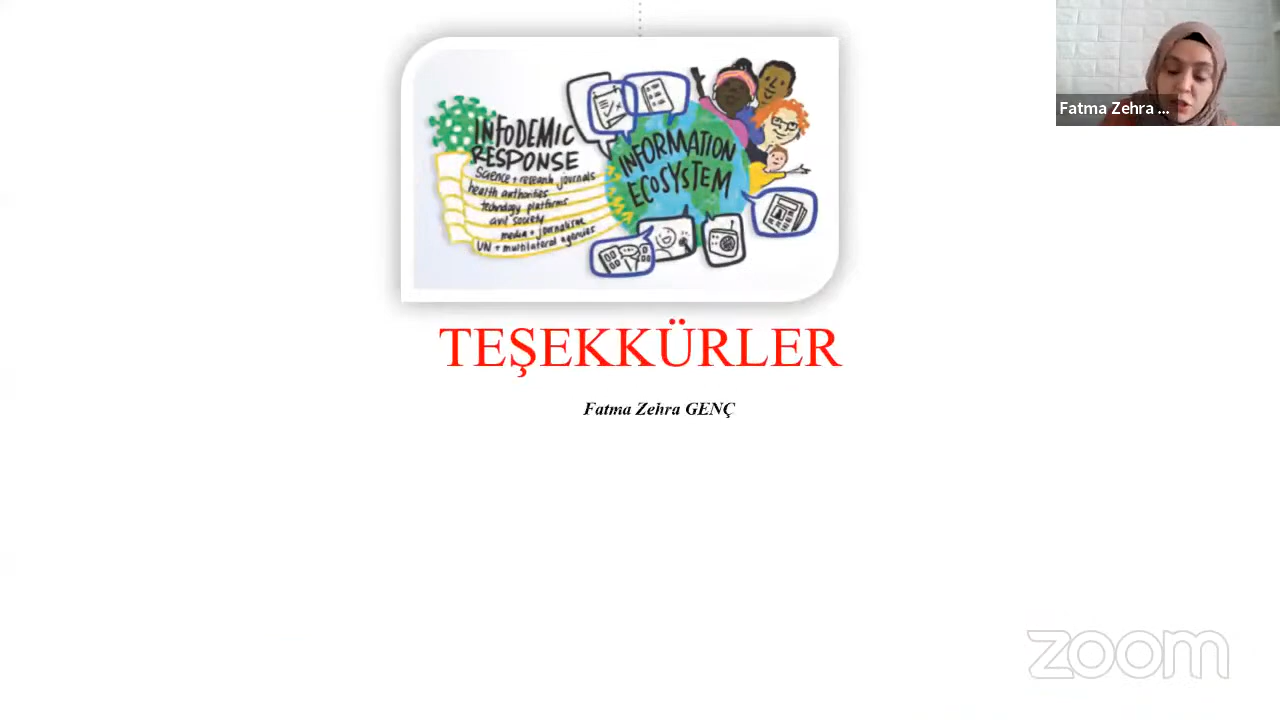 INFODEMIC
RESPONSE
science + research journals
health authorities
technology platforms
civil society
media + journalism
UN + multilateral agencies
INFORMATION
ECOSYSTEM
Fatma Zehra ...
TEŞEKKÜRLER
Fatma Zehra GENÇ
zoom